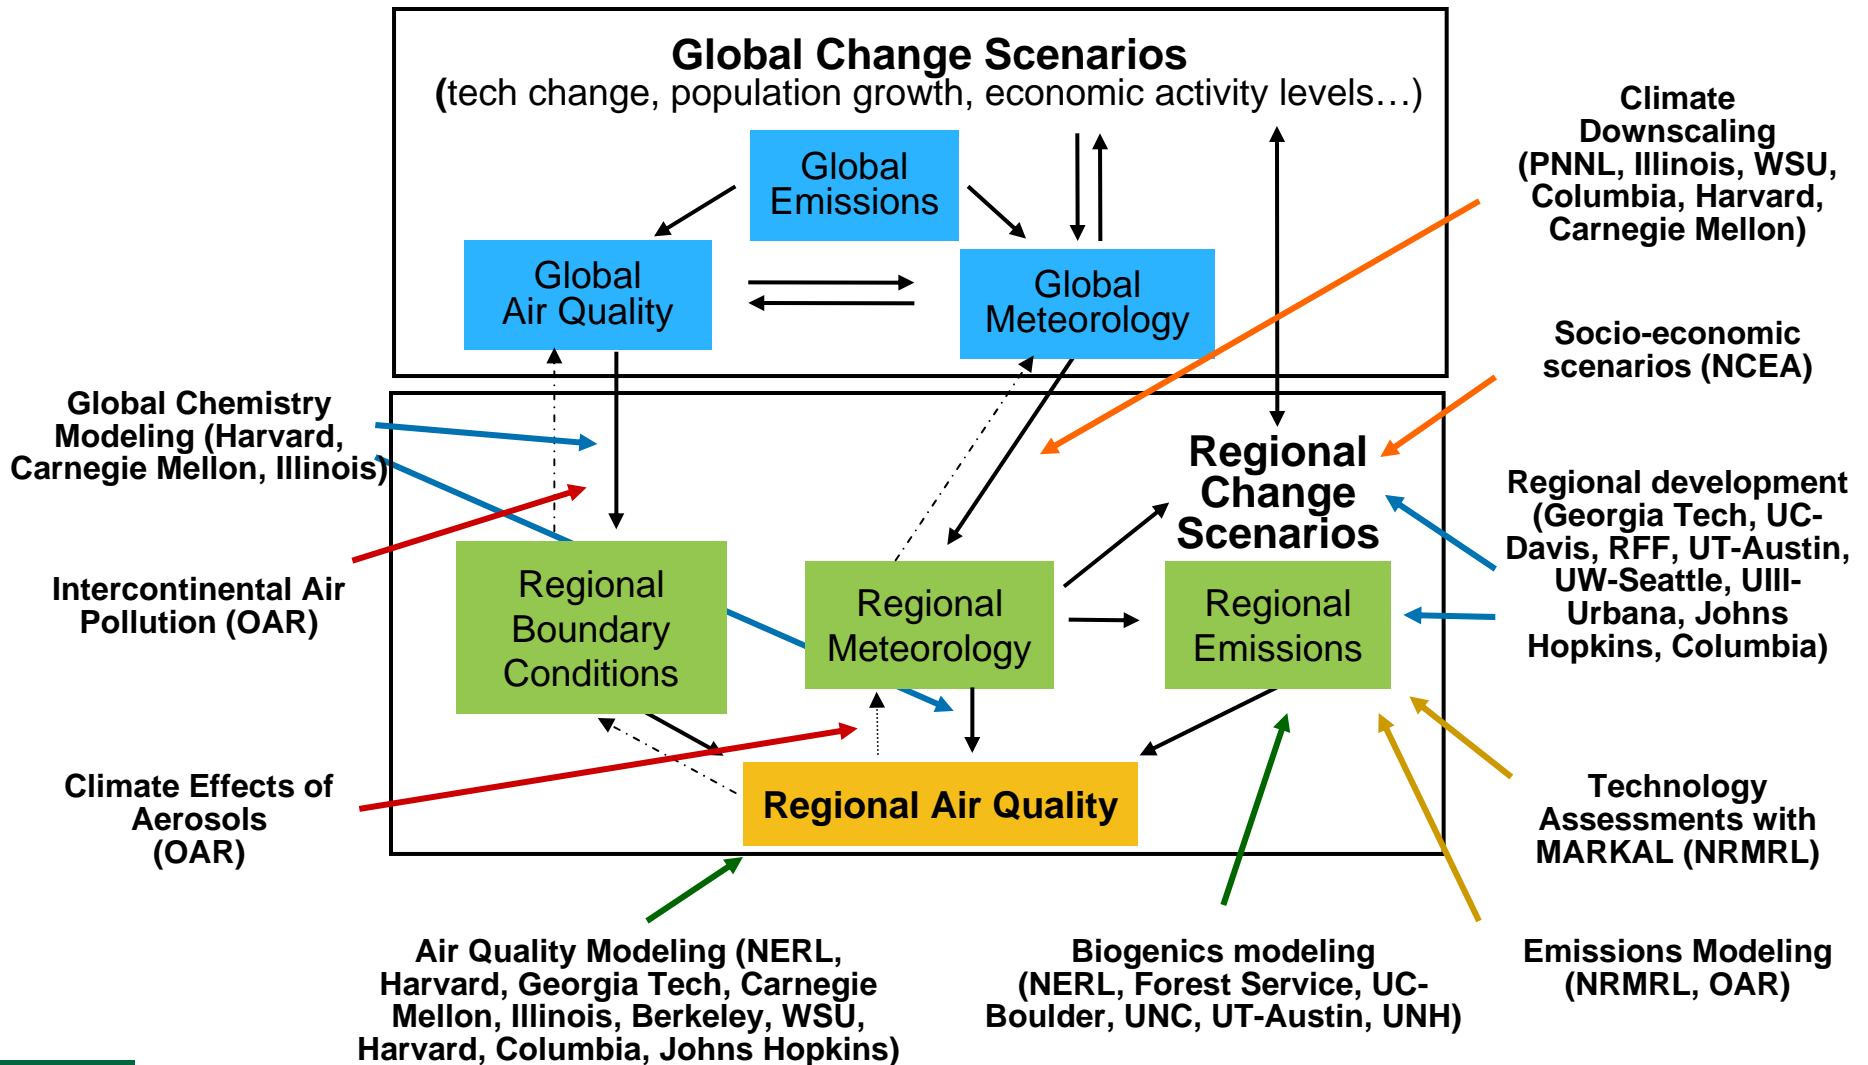 Global Change Scenarios
(tech change, population growth, economic activity levels…)
Global
Emissions
Global
Air Quality
Global
Meteorology
Climate
Downscaling
(PNNL, Illinois, WSU,
Columbia, Harvard,
Carnegie Mellon)
Socio-economic
scenarios (NCEA)
Global Chemistry
Modeling (Harvard,
Carnegie Mellon, Illinois)
Regional
Change
Scenarios
Regional development
(Georgia Tech, UC-
Davis, RFF, UT-Austin,
UW-Seattle, UIII-
Urbana, Johns
Hopkins, Columbia)
Intercontinental Air
Pollution (OAR)
Regional
Boundary
Conditions
Regional
Meteorology
Regional
Emissions
Climate Effects of
Aerosols
(OAR)
Regional Air Quality
Technology
Assessments with
MARKAL (NRMRL)
Air Quality Modeling (NERL,
Harvard, Georgia Tech, Carnegie
Mellon, Illinois, Berkeley, WSU,
Harvard, Columbia, Johns Hopkins)
Biogenics modeling
(NERL, Forest Service, UC-
Boulder, UNC, UT-Austin, UNH)
Emissions Modeling
(NRMRL, OAR)